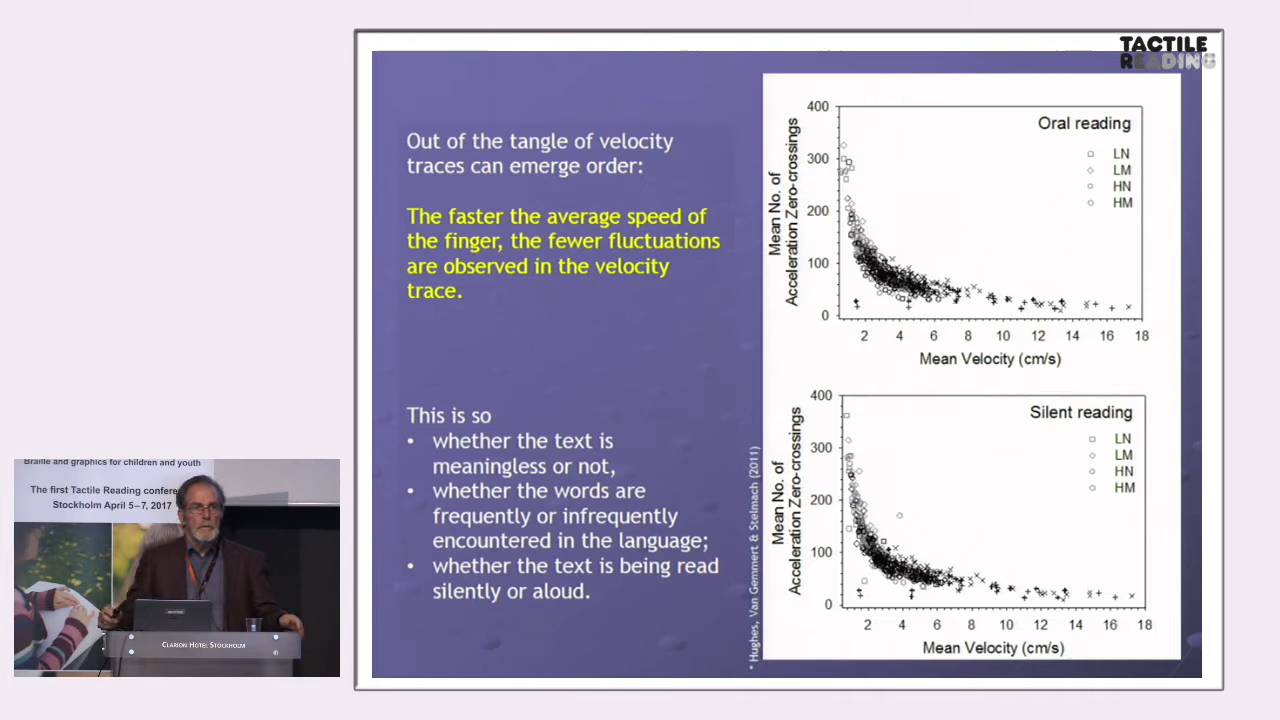 TACTILE
READING
Out of the tangle of velocity
traces can emerge order:
The faster the average speed of
the finger, the fewer fluctuations
are observed in the velocity
trace.
This is so
• whether the text is
meaningless or not,
• whether the words are
frequently or infrequently
encountered in the language;
• whether the text is being read
silently or aloud.
* Hughes, Van Gemmert & Stelmach (2011)
Oral reading
LN
LM
HN
HM
Mean No. of
Acceleration Zero-crossings
400
300
200
100
0
2 4 6 8 10 12 14 16 18
Mean Velocity (cm/s)
Silent reading
LN
LM
HN
HM
Mean No. of
Acceleration Zero-crossings
400
300
200
100
0
2 4 6 8 10 12 14 16 18
Mean Velocity (cm/s)
Braille and graphics for children and youth
The first Tactile Reading conference
Stockholm April 5–7, 2017
CLARION HOTEL STOCKHOLM